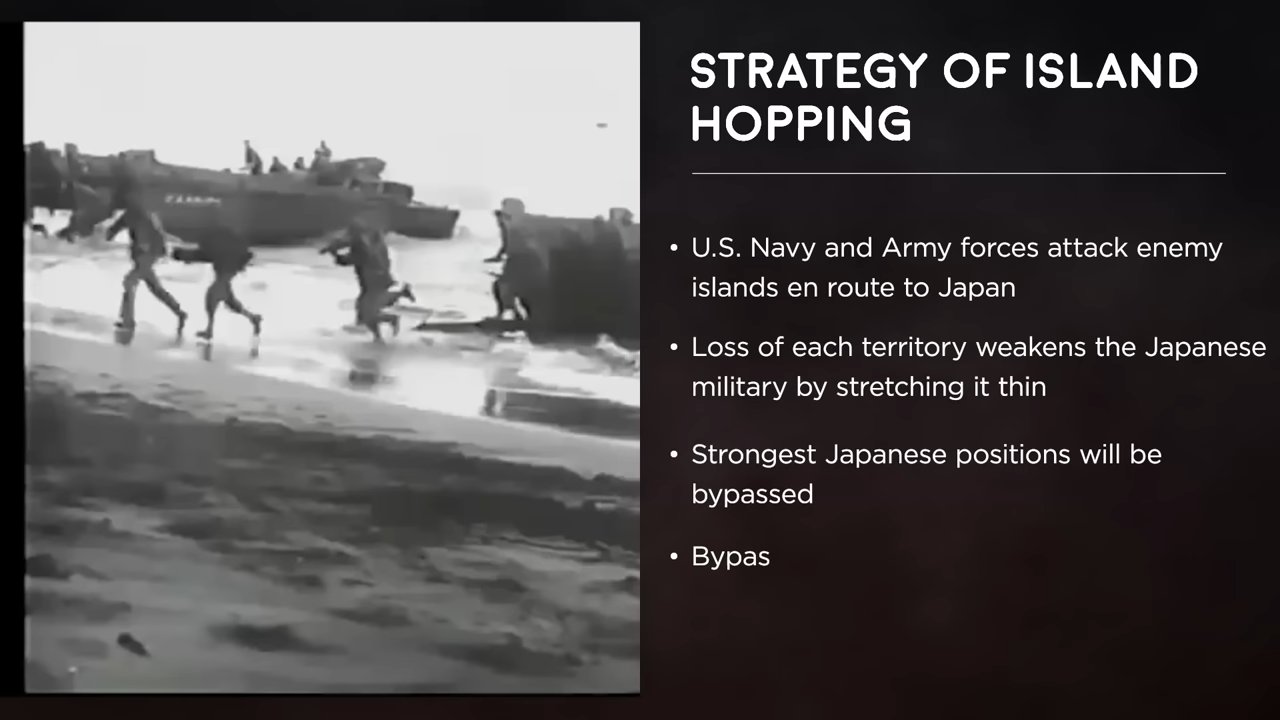 STRATEGY OF ISLAND
HOPPING
• U.S. Navy and Army forces attack enemy
islands en route to Japan
• Loss of each territory weakens the Japanese
military by stretching it thin
• Strongest Japanese positions will be
bypassed
• Bypas